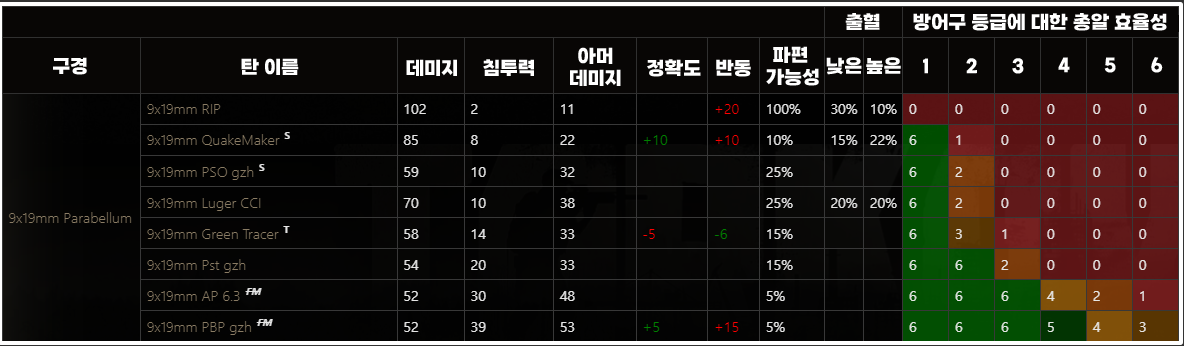 출혈 방어구 등급에 대한 총알 효율성
구경 탄 이름 데미지 침투력 아머 데미지 정확도 반동 파편 가능성 낮은 높은 1 2 3 4 5 6
9x19mm Parabellum
9x19mm RIP 102 2 11 +20 100% 30% 10% 0 0 0 0 0 0
9x19mm QuakeMaker S 85 8 22 +10 +10 10% 15% 22% 6 1 0 0 0 0
9x19mm PSO gzh S 59 10 32 25% 6 2 0 0 0 0
9x19mm Luger CCI 70 10 38 25% 20% 20% 6 2 0 0 0 0
9x19mm Green Tracer T 58 14 33 -5 -6 15% 6 3 1 0 0 0
9x19mm Pst gzh 54 20 33 15% 6 6 2 0 0 0
9x19mm AP 6.3 FM 52 30 48 5% 6 6 6 4 2 1
9x19mm PBP gzh FM 52 39 53 +5 +15 5% 6 6 6 5 4 3